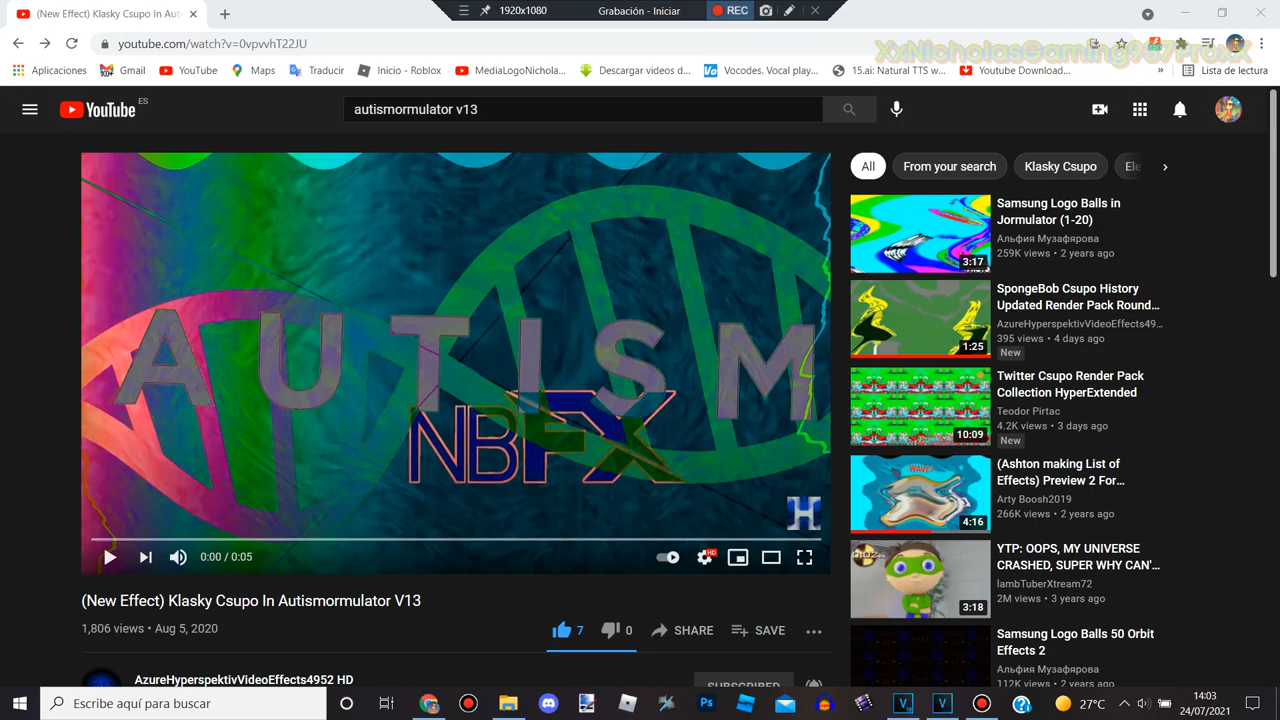 (New Effect) Klasky Csupo In Aut
1920x1080
Grabación - Iniciar
REC
youtube.com/watch?v=0vpvvhT22JU
XxNicholasGaming967ProxX
Aplicaciones
Gmail
YouTube
Traducir
Inicio - Roblox
MediaLogoNichola...
Descargar videos d...
Vocodes. Vocal play...
15.ai: Natural TTS w...
Youtube Download...
»
Lista de lectura
YouTube ES
autismormulator v13
All
From your search
Klasky Csupo
Ele
AUTISM
NBFX
H
0:00 / 0:05
HD
(New Effect) Klasky Csupo In Autismormulator V13
1,806 views • Aug 5, 2020
7
0
SHARE
SAVE
AzureHyperspektivVideoEffects4952 HD
SUBSCRIBED
3:17
Samsung Logo Balls in
Jormulator (1-20)
Альфия Музафярова
259K views • 2 years ago
1:25
SpongeBob Csupo History
Updated Render Pack Round...
AzureHyperspektivVideoEffects49...
395 views • 4 days ago
New
10:09
Twitter Csupo Render Pack
Collection HyperExtended
Teodor Pirtac
4.2K views • 3 days ago
New
WAVES
4:16
(Ashton making List of
Effects) Preview 2 For...
Arty Boosh2019
266K views • 2 years ago
3:18
YTP: OOPS, MY UNIVERSE
CRASHED, SUPER WHY CAN'...
IambTuberXtream72
2M views • 3 years ago
Samsung Logo Balls 50 Orbit
Effects 2
Альфия Музафярова
112K views • 2 years ago
Escribe aquí para buscar
27°C
14:03
24/07/2021